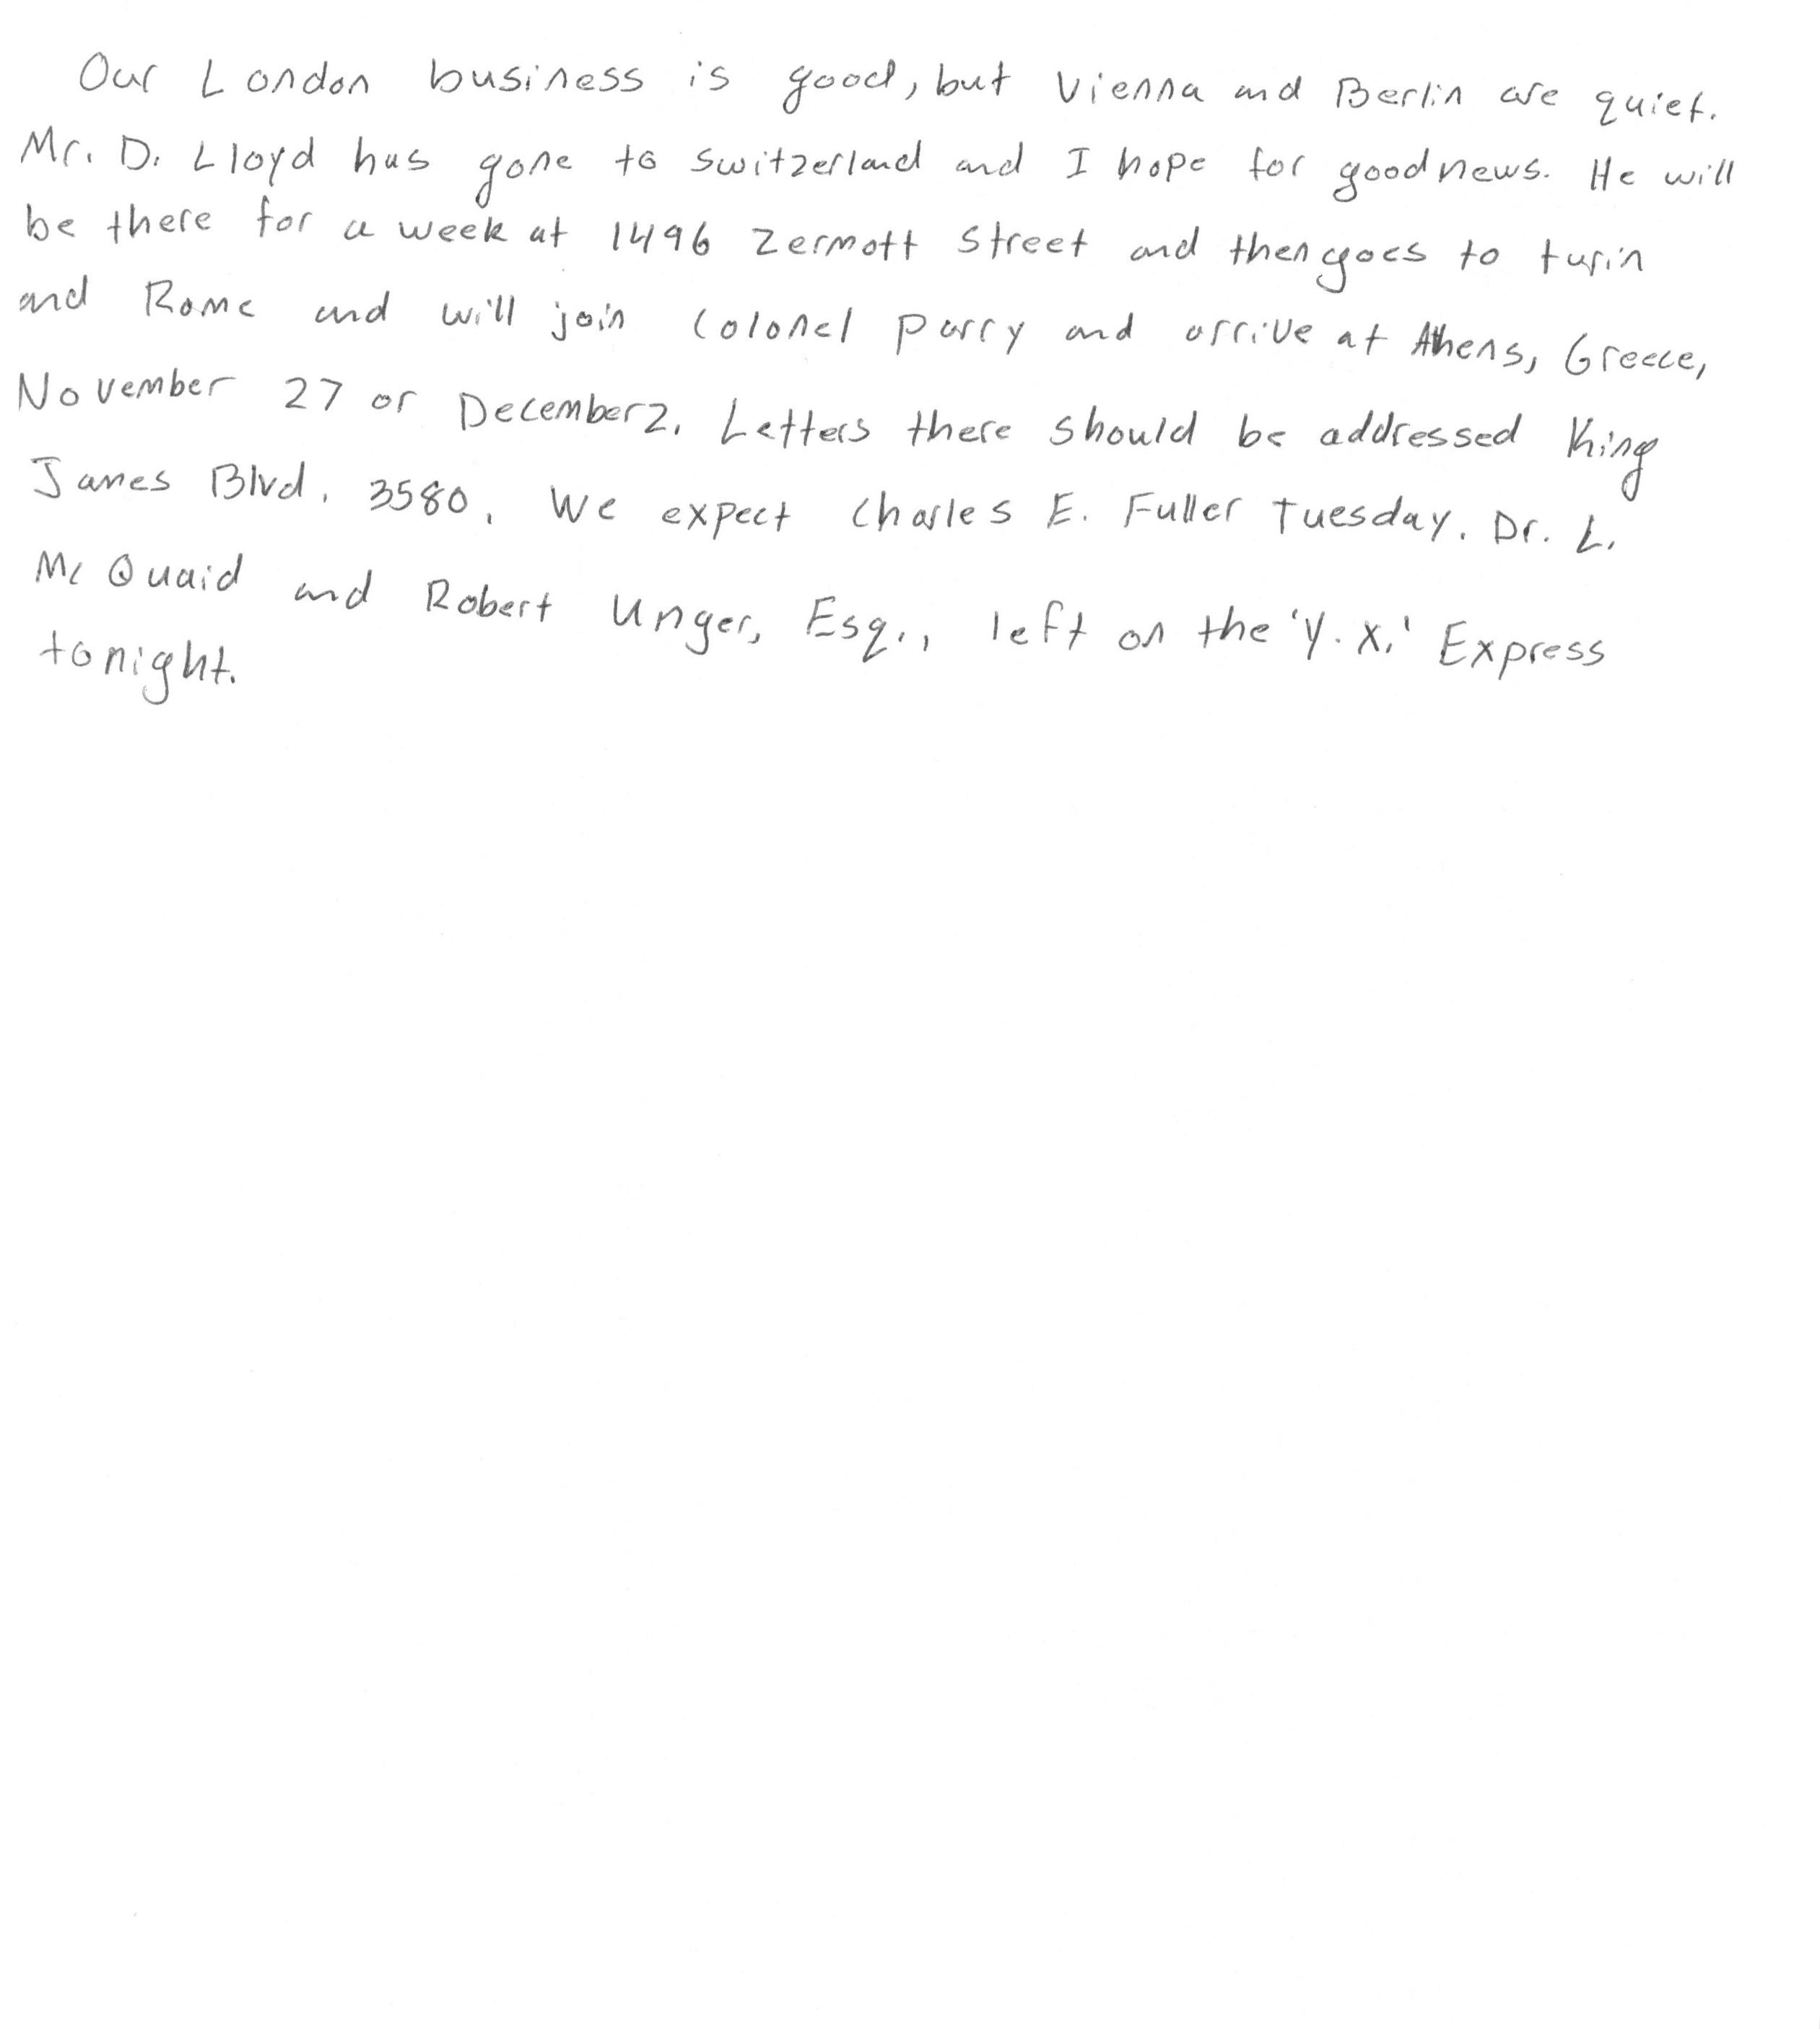 Our London business is good, but Vienna and Berlin are quiet.
Mr. D. Lloyd has gone to Switzerland and I hope for good news. He will
be there for a week at 1496 Zermott Street and then goes to turin
and Rome and will join Colonel Parry and arrive at Athens, Greece,
November 27 or December 2. Letters there should be addressed King
James Blvd. 3580. We expect Charles E. Fuller Tuesday. Dr. L.
McQuaid and Robert Unger, Esq., left on the 'Y.X.' Express
tonight.